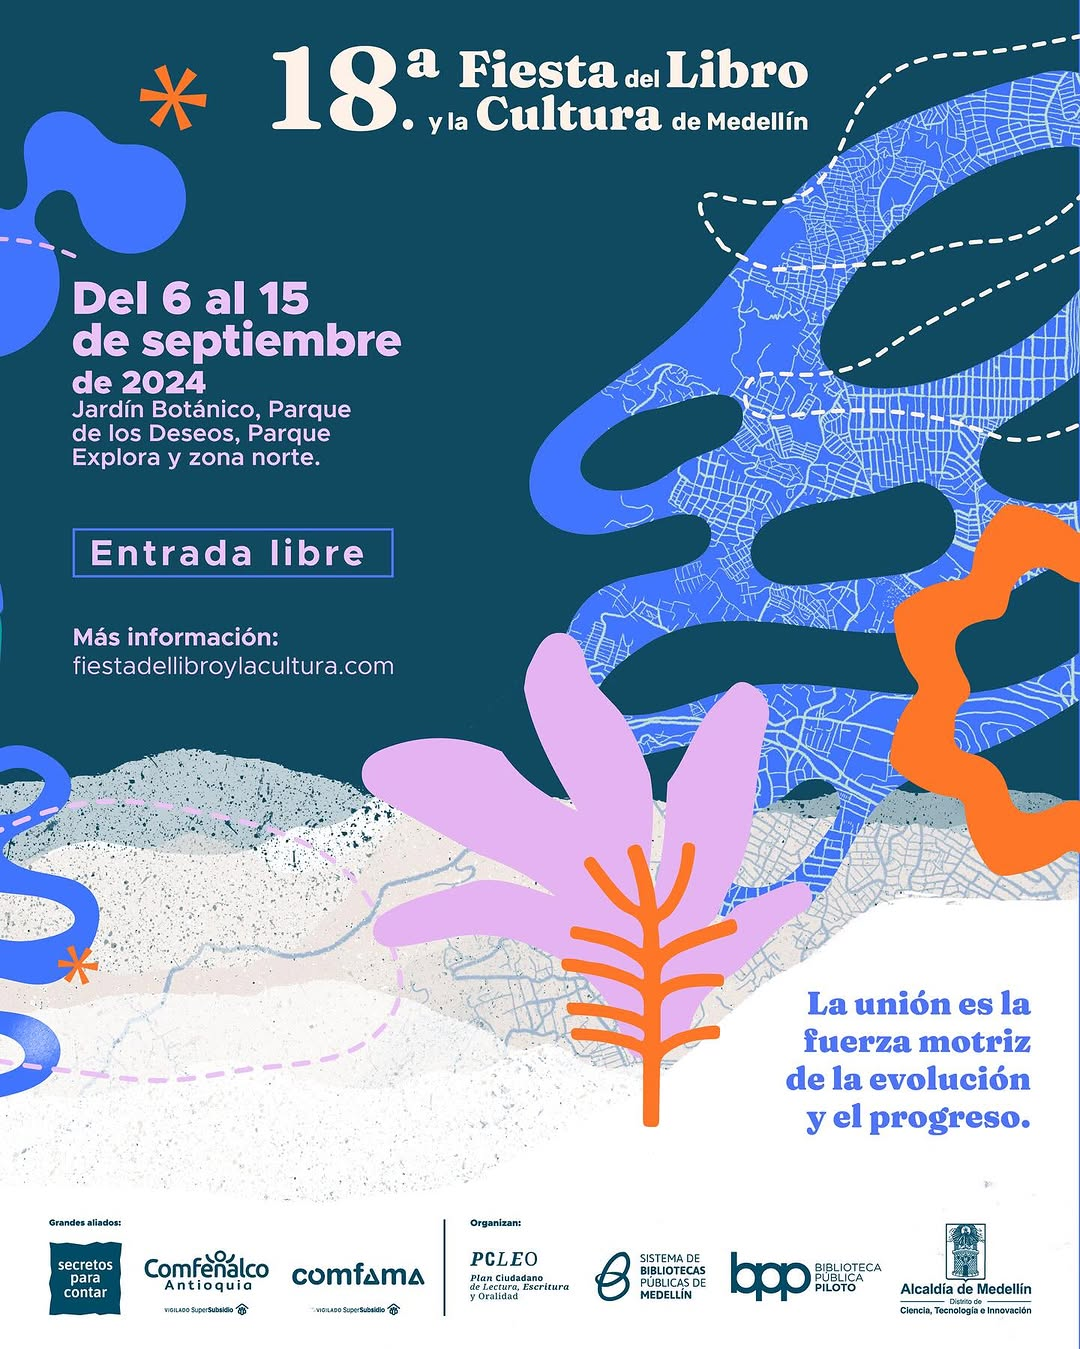 18.ª Fiesta del Libro
y la Cultura de Medellín
Del 6 al 15
de septiembre
de 2024
Jardín Botánico, Parque
de los Deseos, Parque
Explora y zona norte.
Entrada libre
Más información:
fiestadellibroylacultura.com
La unión es la
fuerza motriz
de la evolución
y el progreso.
Grandes aliados:
secretos
para
contar
Comfenalco
Antioquia
VIGILADO SuperSubsidio
comfama
VIGILADO SuperSubsidio
Organizan:
PCLEO
Plan Ciudadano
de Lectura, Escritura
y Oralidad
SISTEMA DE
BIBLIOTECAS
PÚBLICAS DE
MEDELLÍN
bpp
BIBLIOTECA
PÚBLICA
PILOTO
Alcaldía de Medellín
Distrito de
Ciencia, Tecnología e Innovación